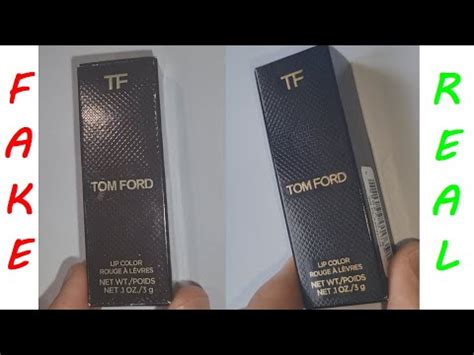 FAKE
TF
TOM FORD
LIP COLOR
ROUGE À LÈVRES
NET WT./POIDS
NET .1 OZ./3 g
TF
TOM FORD
LIP COLOR
ROUGE À LÈVRES
NET WT./POIDS
NET .1 OZ./3 g
REAL